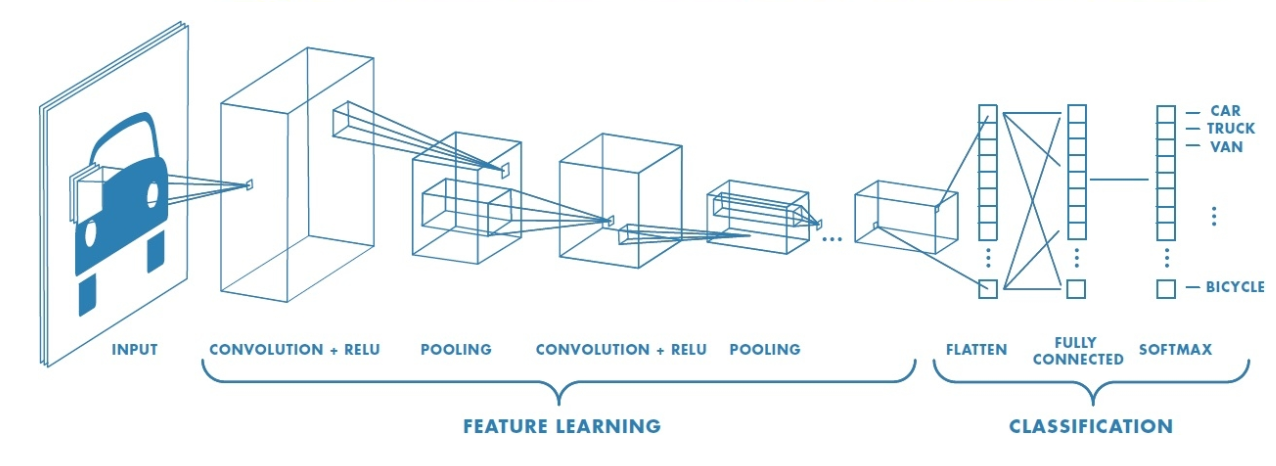 CAR
TRUCK
VAN
BICYCLE
INPUT
CONVOLUTION + RELU
POOLING
CONVOLUTION + RELU
POOLING
FLATTEN
FULLY
CONNECTED
SOFTMAX
FEATURE LEARNING
CLASSIFICATION